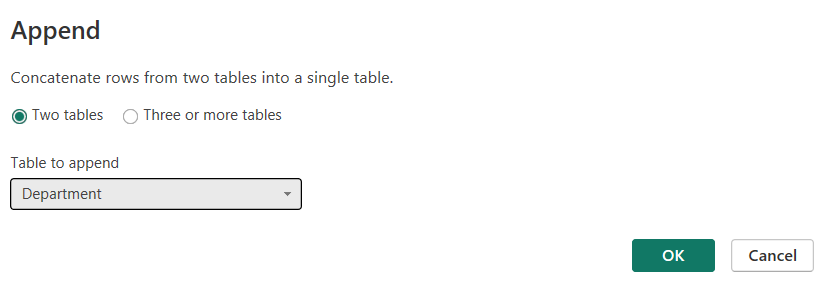 Append
Concatenate rows from two tables into a single table.
Two tables Three or more tables
Table to append
Department
OK Cancel